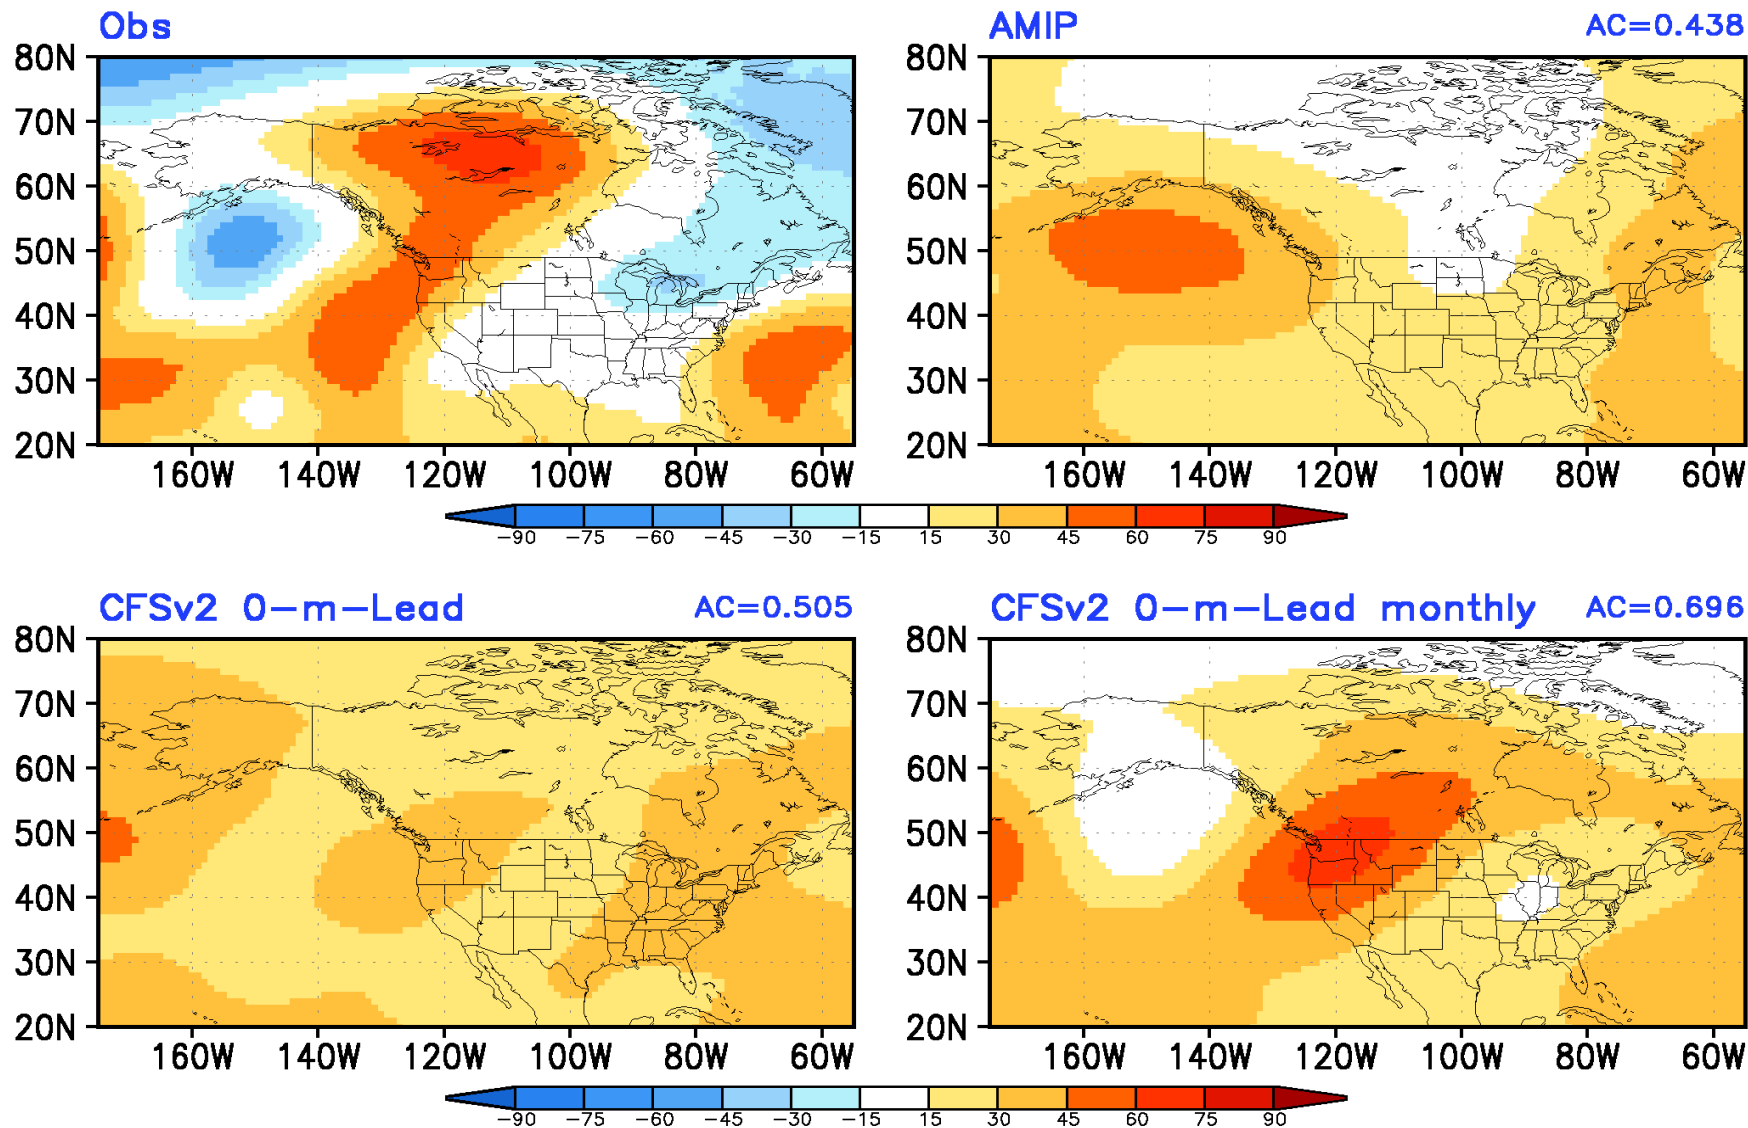 Obs
AMIP AC=0.438
80N 80N
70N 70N
60N 60N
50N 50N
40N 40N
30N 30N
20N 20N
160W 140W 120W 100W 80W 60W 160W 140W 120W 100W 80W 60W
-90 -75 -60 -45 -30 -15 15 30 45 60 75 90
CFSv2 0-m-Lead AC=0.505
CFSv2 0-m-Lead monthly AC=0.696
80N 80N
70N 70N
60N 60N
50N 50N
40N 40N
30N 30N
20N 20N
160W 140W 120W 100W 80W 60W 160W 140W 120W 100W 80W 60W
-90 -75 -60 -45 -30 -15 15 30 45 60 75 90